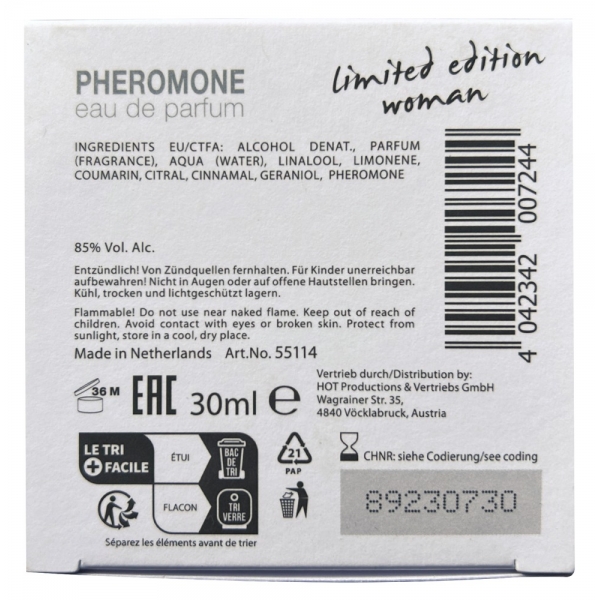 PHEROMONE
eau de parfum
limited edition
woman
INGREDIENTS EU/CTFA: ALCOHOL DENAT., PARFUM
(FRAGRANCE), AQUA (WATER), LINALOOL, LIMONENE,
COUMARIN, CITRAL, CINNAMAL, GERANIOL, PHEROMONE
85% Vol. Alc.
Entzündlich! Von Zündquellen fernhalten. Für Kinder unerreichbar
aufbewahren! Nicht in Augen oder auf offene Hautstellen bringen.
Kühl, trocken und lichtgeschützt lagern.
Flammable! Do not use near naked flame. Keep out of reach of
children. Avoid contact with eyes or broken skin. Protect from
sunlight, store in a cool, dry place.
Made in Netherlands Art.No. 55114
4 042342 007244
36 M
EAC
30ml ℮
Vertrieb durch/Distribution by:
HOT Productions & Vertriebs GmbH
Wagrainer Str. 35,
4840 Vöcklabruck, Austria
LE TRI
+ FACILE
ÉTUI
BAC
DE
TRI
FLACON
TRI
VERRE
Séparez les éléments avant de trier
21
PAP
CHNR: siehe Codierung/see coding
89230730